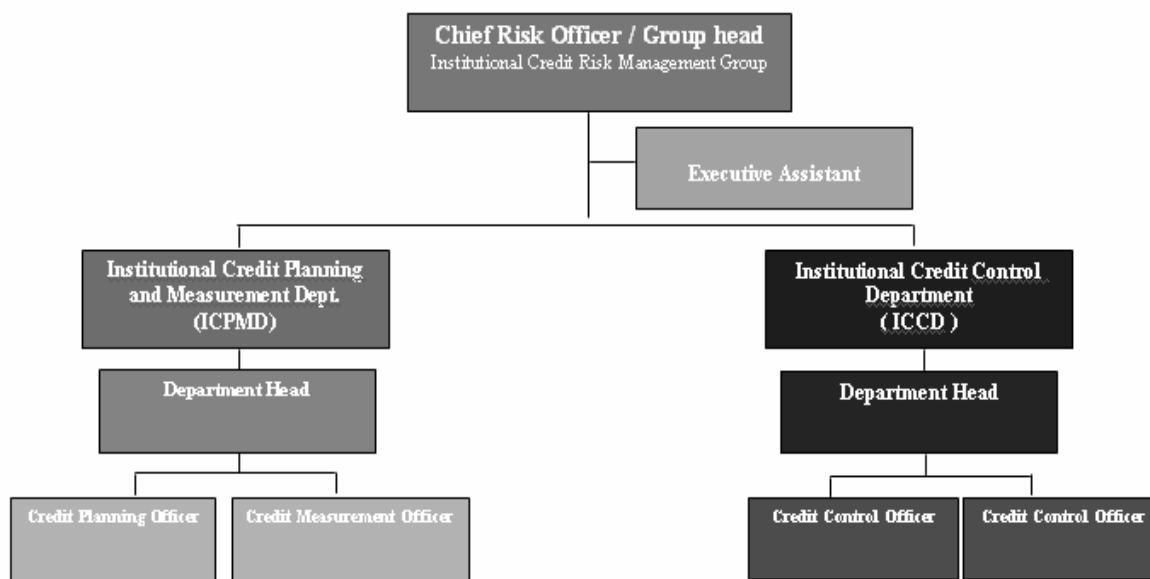 Chief Risk Officer / Group head
Institutional Credit Risk Management Group
Executive Assistant
Institutional Credit Planning
and Measurement Dept.
(ICPMD)
Institutional Credit Control
Department
( ICCD )
Department Head
Department Head
Credit Planning Officer
Credit Measurement Officer
Credit Control Officer
Credit Control Officer